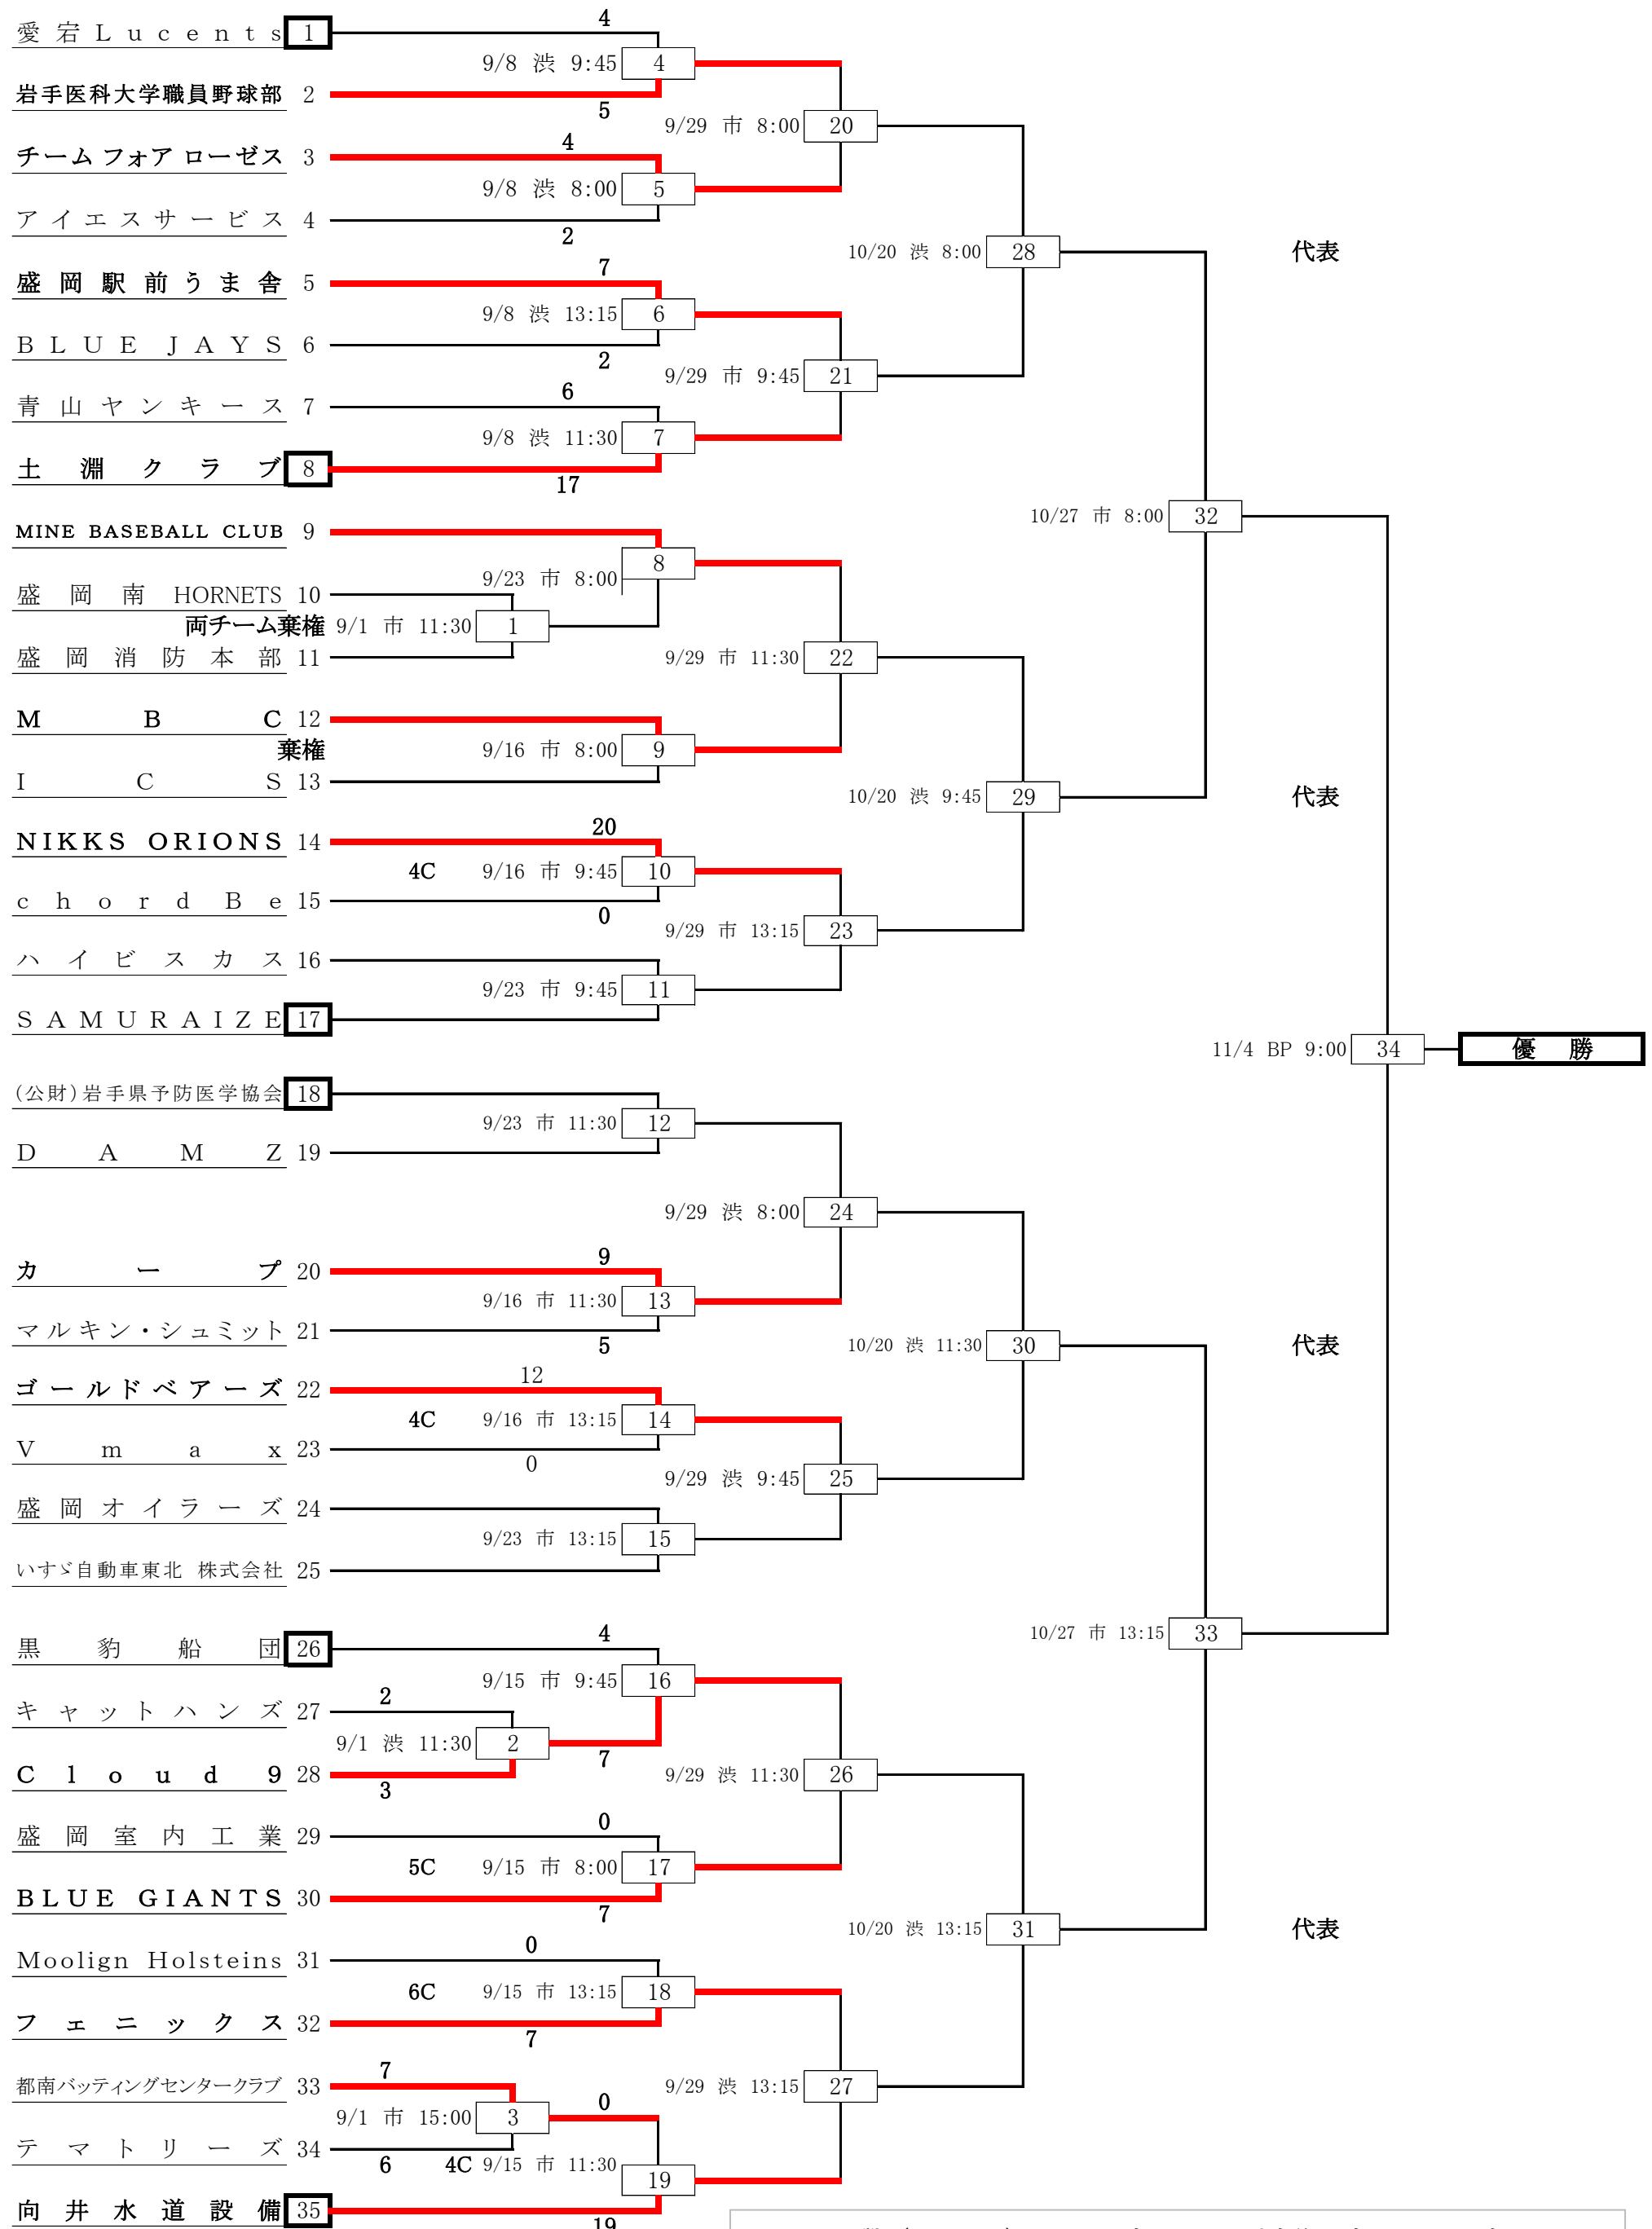 4
愛宕Lucents 1
9/8 渋 9:45 4
岩手医科大学職員野球部 2
5
9/29 市 8:00 20
4
チームフォアローゼス 3
9/8 渋 8:00 5
アイエスサービス 4
2
10/20 渋 8:00 28 代表
7
盛岡駅前うま舎 5
9/8 渋 13:15 6
BLUE JAYS 6
2
9/29 市 9:45 21
6
青山ヤンキース 7
9/8 渋 11:30 7
土淵クラブ 8
17
10/27 市 8:00 32
MINE BASEBALL CLUB 9
8
9/23 市 8:00
盛岡南 HORNETS 10
両チーム棄権 9/1 市 11:30 1
盛岡消防本部 11
9/29 市 11:30 22
MBC 12
棄権 9/16 市 8:00 9
ICS 13
10/20 渋 9:45 29 代表
20
NIKKS ORIONS 14
4C 9/16 市 9:45 10
chordBe 15
0
9/29 市 13:15 23
ハイビスカス 16
9/23 市 9:45 11
SAMURAIZE 17
11/4 BP 9:00 34 優勝
(公財)岩手県予防医学協会 18
9/23 市 11:30 12
DAMZ 19
9/29 渋 8:00 24
9
カープ 20
9/16 市 11:30 13
マルキン・シュミット 21
5
10/20 渋 11:30 30 代表
12
ゴールドベアーズ 22
4C 9/16 市 13:15 14
Vmax 23
0
9/29 渋 9:45 25
盛岡オイラーズ 24
9/23 市 13:15 15
いすゞ自動車東北 株式会社 25
10/27 市 13:15 33
4
黒豹船団 26
9/15 市 9:45 16
2
キャットハンズ 27
9/1 渋 11:30 2
7
Cloud9 28
3
9/29 渋 11:30 26
0
盛岡室内工業 29
5C 9/15 市 8:00 17
BLUE GIANTS 30
7
10/20 渋 13:15 31 代表
0
Moolign Holsteins 31
6C 9/15 市 13:15 18
フェニックス 32
7
7
都南バッティングセンタークラブ 33
9/29 渋 13:15 27
0
9/1 市 15:00 3
テマトリーズ 34
6 4C 9/15 市 11:30 19
向井水道設備 35
19